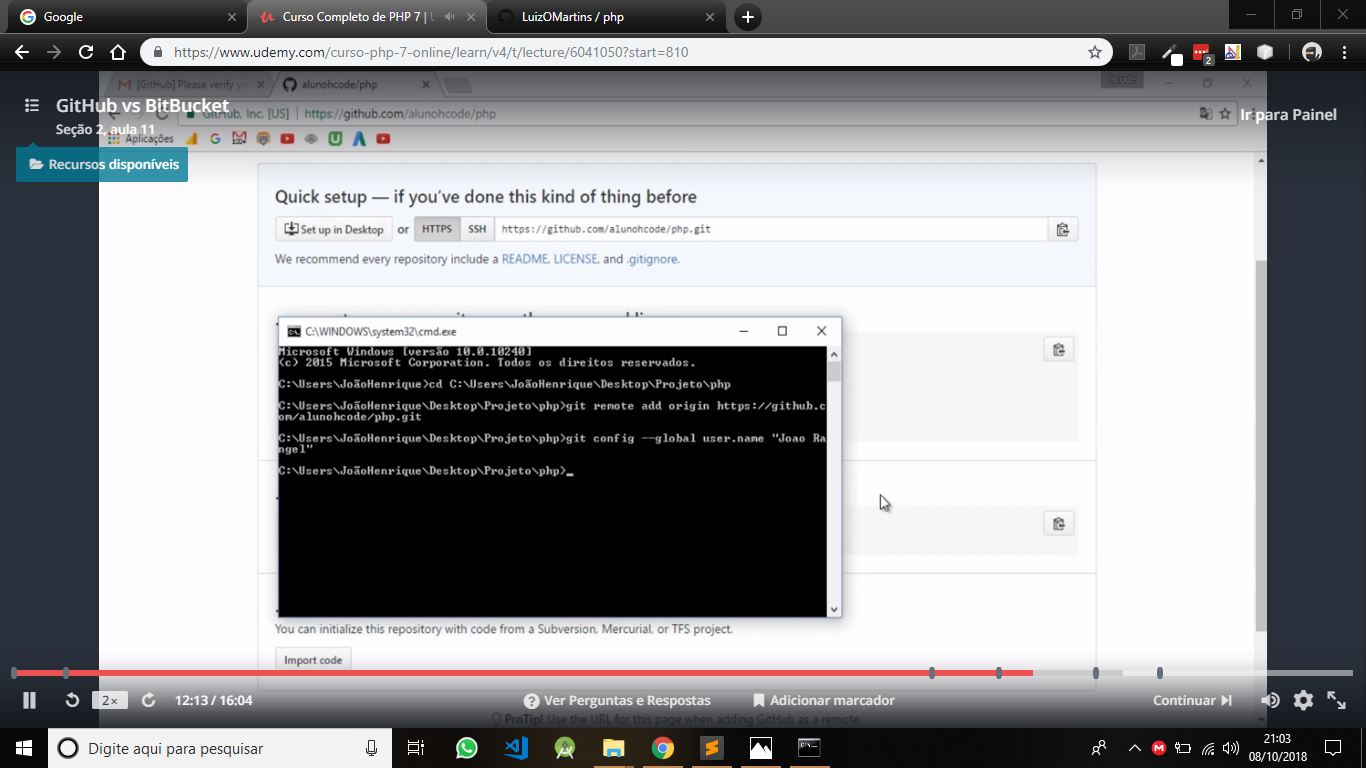 Google
Curso Completo de PHP 7 | U
LuizOMartins / php
https://www.udemy.com/curso-php-7-online/learn/v4/t/lecture/6041050?start=810
2
[GitHub] Please verify yo
alunohcode/php
GitHub vs BitBucket
GitHub, Inc. [US]
https://github.com/alunohcode/php
Ir para Painel
Seção 2, aula 11
Aplicações
Recursos disponíveis
Quick setup — if you've done this kind of thing before
Set up in Desktop or HTTPS SSH https://github.com/alunohcode/php.git
We recommend every repository include a README, LICENSE, and .gitignore.
C:\WINDOWS\system32\cmd.exe
Microsoft Windows [versão 10.0.10240]
(c) 2015 Microsoft Corporation. Todos os direitos reservados.
C:\Users\JoãoHenrique>cd C:\Users\JoãoHenrique\Desktop\Projeto\php
C:\Users\JoãoHenrique\Desktop\Projeto\php>git remote add origin https://github.c
om/alunohcode/php.git
C:\Users\JoãoHenrique\Desktop\Projeto\php>git config --global user.name "Joao Ra
ngel"
C:\Users\JoãoHenrique\Desktop\Projeto\php>_
You can initialize this repository with code from a Subversion, Mercurial, or TFS project.
Import code
2x
12:13 / 16:04
Ver Perguntas e Respostas
Adicionar marcador
Continuar
ProTip! Use the URL for this page when adding GitHub as a remote.
Digite aqui para pesquisar
21:03
08/10/2018